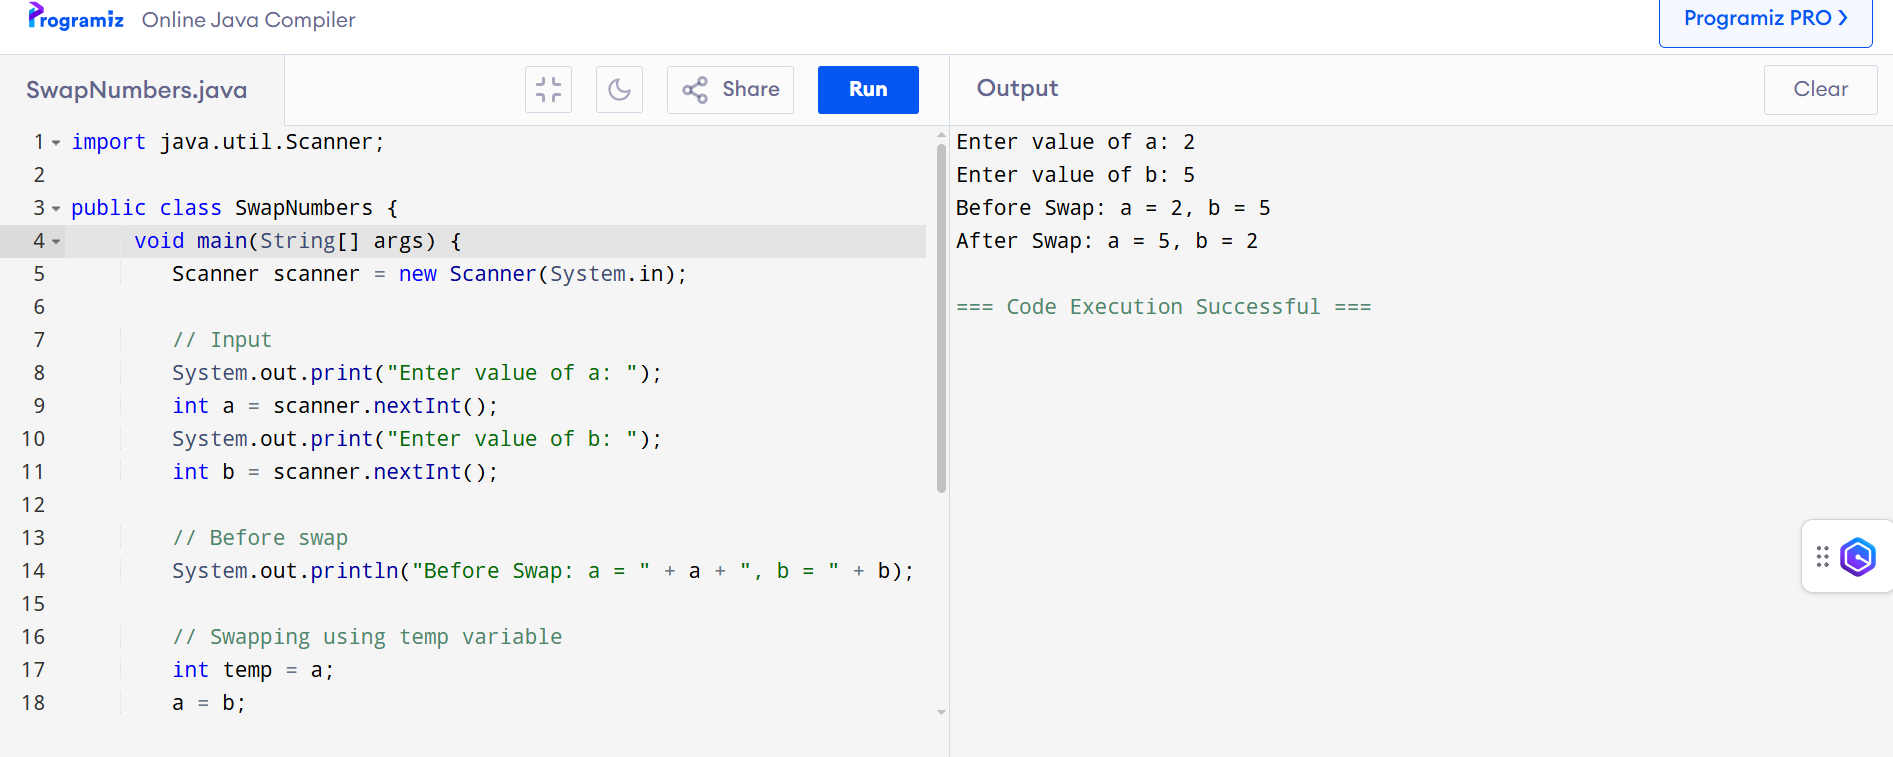 Programiz Online Java Compiler
Programiz PRO
SwapNumbers.java
Share
Run
Output
Clear
1 import java.util.Scanner;
2
3 public class SwapNumbers {
4 void main(String[] args) {
5 Scanner scanner = new Scanner(System.in);
6
7 // Input
8 System.out.print("Enter value of a: ");
9 int a = scanner.nextInt();
10 System.out.print("Enter value of b: ");
11 int b = scanner.nextInt();
12
13 // Before swap
14 System.out.println("Before Swap: a = " + a + ", b = " + b);
15
16 // Swapping using temp variable
17 int temp = a;
18 a = b;
Enter value of a: 2
Enter value of b: 5
Before Swap: a = 2, b = 5
After Swap: a = 5, b = 2
=== Code Execution Successful ===